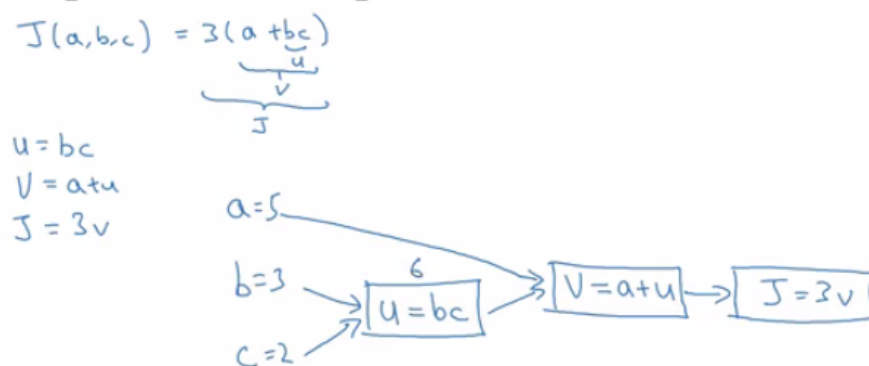 J(a,b,c) = 3(a+bc)
u
V
J
u = bc
V = a+u
J = 3v
a=5
b=3
6
u = bc
V = a+u
J = 3v
c=2